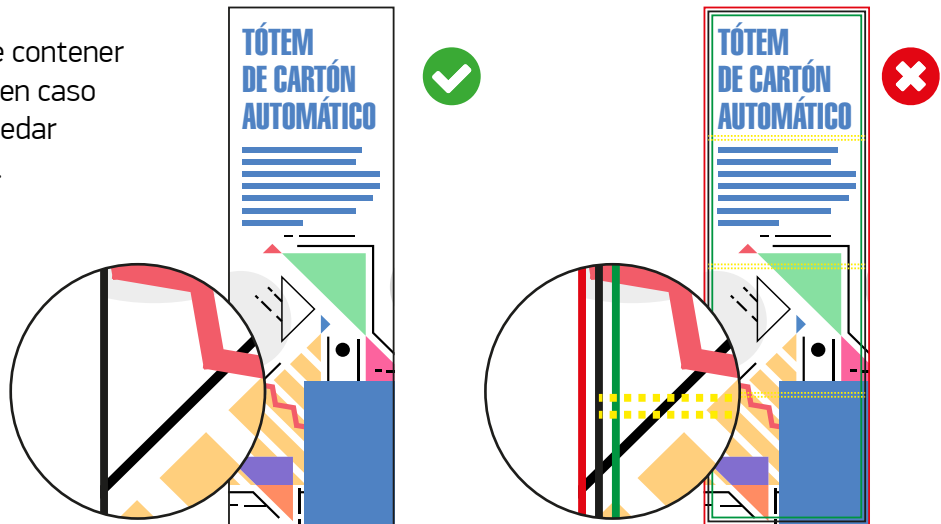 contener
en caso
edar
TÓTEM
DE CARTÓN
AUTOMÁTICO
TÓTEM
DE CARTÓN
AUTOMÁTICO